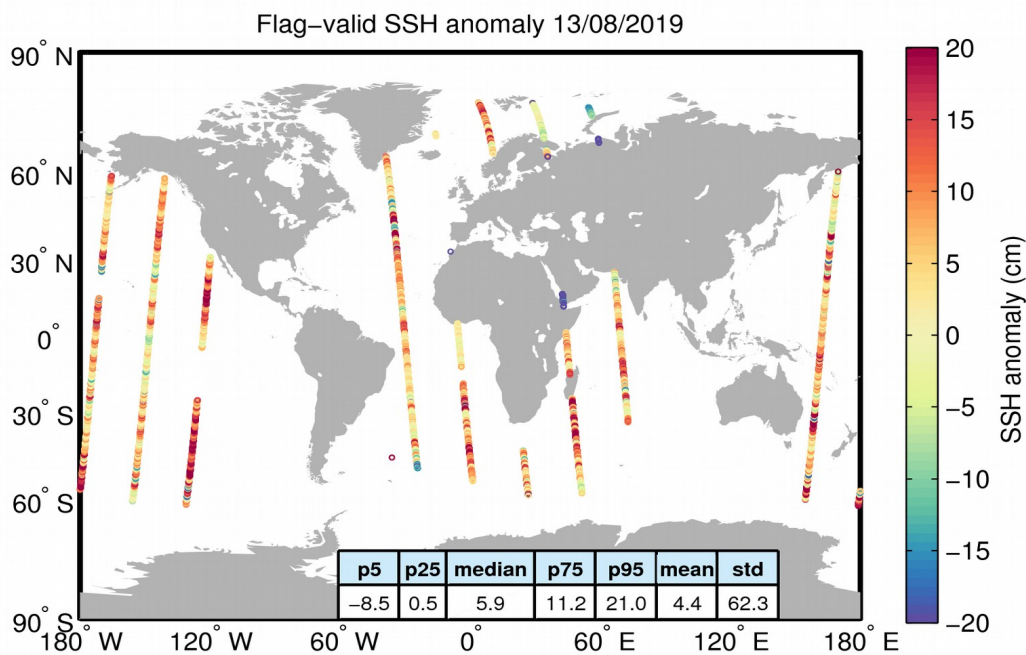 Flag−valid SSH anomaly 13/08/2019
90° N
60° N
30° N
0°
30° S
60° S
90° S
180° W
120° W
60° W
0°
60° E
120° E
180° E
p5 p25 median p75 p95 mean std
−8.5 0.5 5.9 11.2 21.0 4.4 62.3
20
15
10
5
0
−5
−10
−15
−20
SSH anomaly (cm)